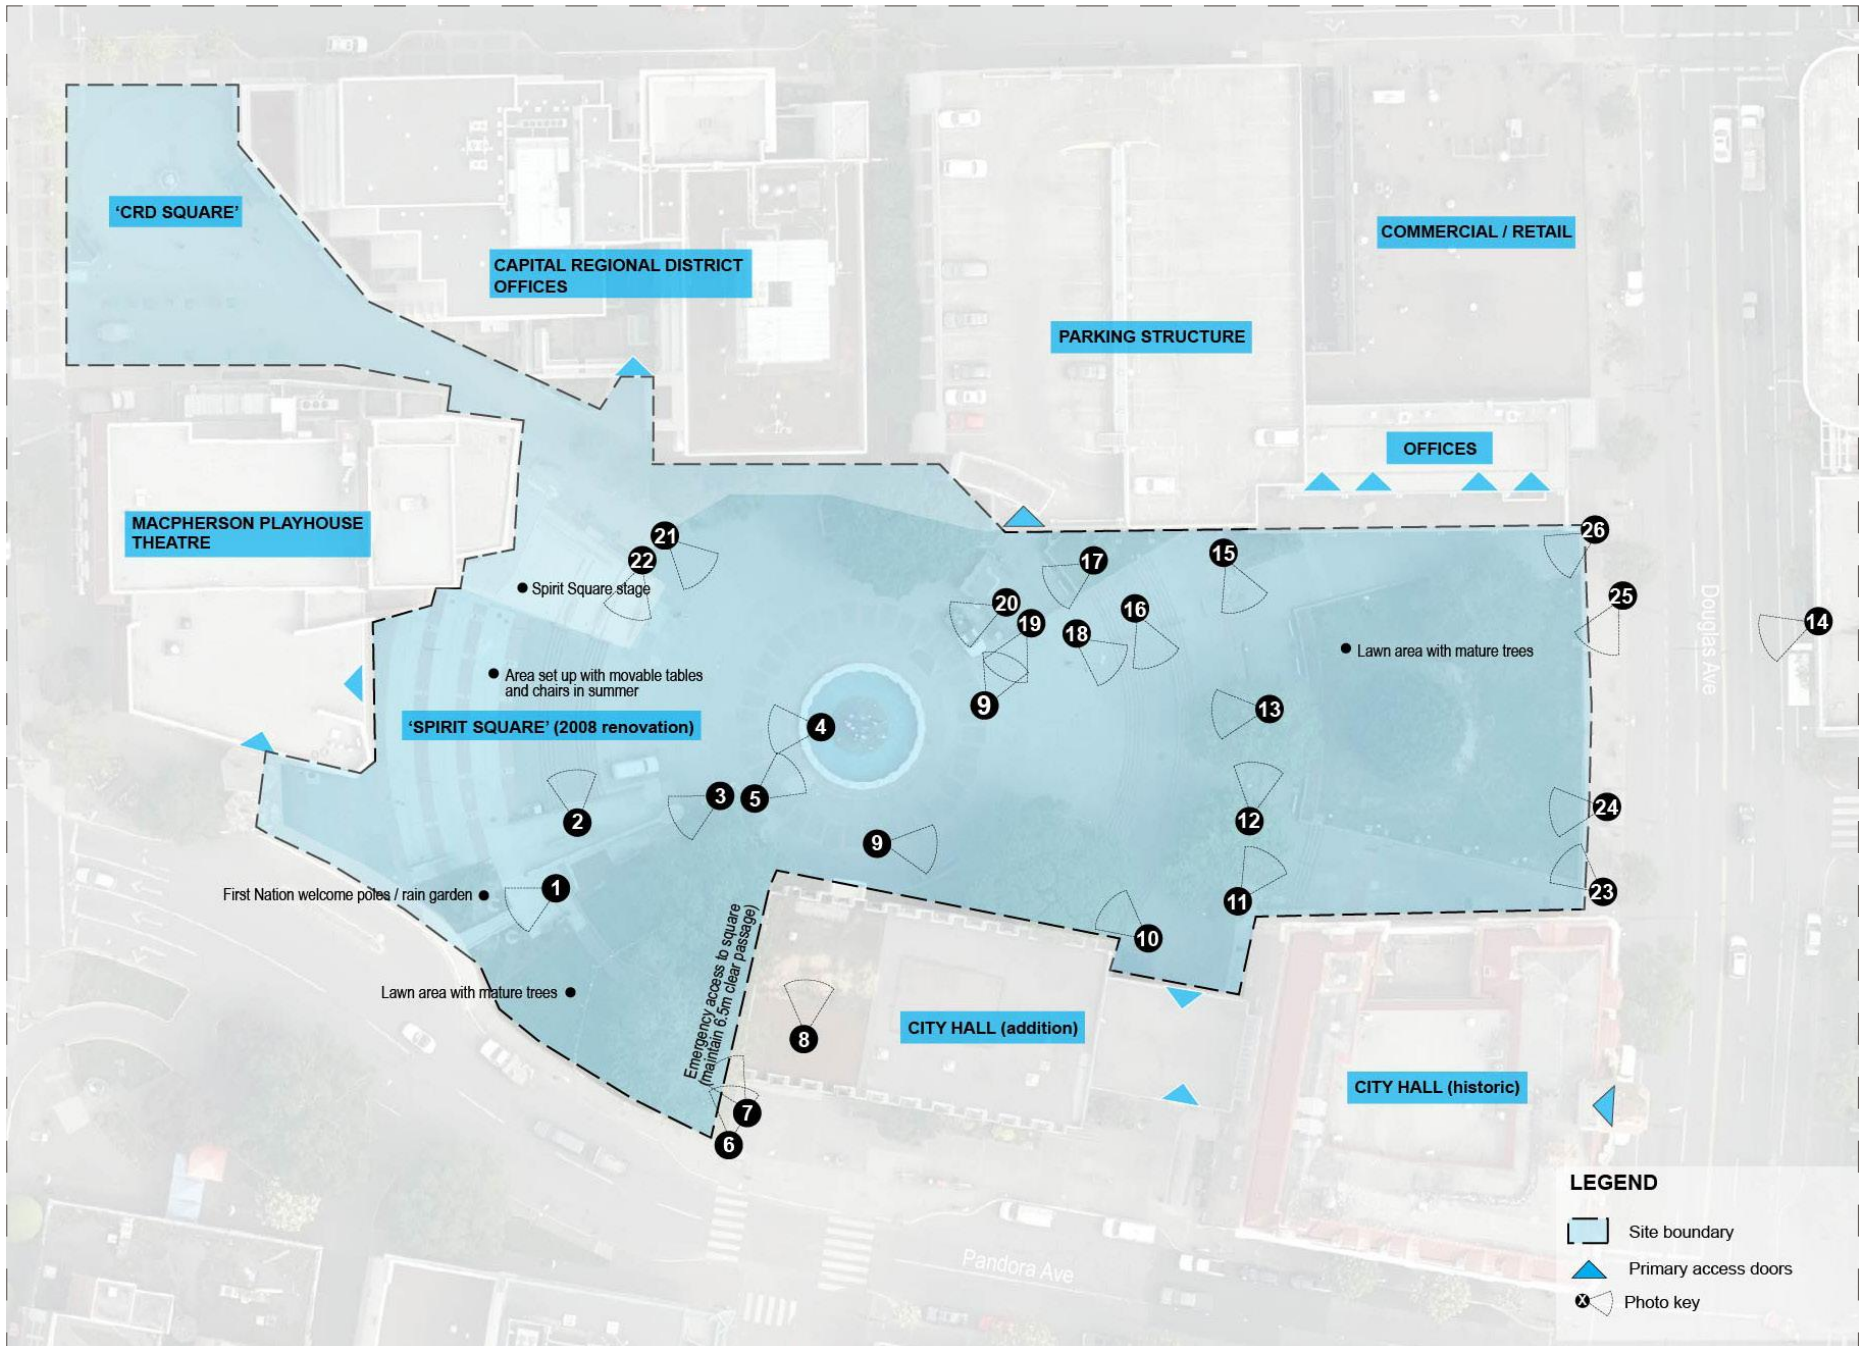 'CRD SQUARE'
CAPITAL REGIONAL DISTRICT
OFFICES
COMMERCIAL / RETAIL
PARKING STRUCTURE
OFFICES
MACPHERSON PLAYHOUSE
THEATRE
21
22
Spirit Square stage
17
15
26
20
19
16
18
25
14
Douglas Ave
Lawn area with mature trees
Area set up with movable tables
and chairs in summer
'SPIRIT SQUARE' (2008 renovation)
9
4
13
3
5
2
12
24
9
First Nation welcome poles / rain garden
1
11
23
10
Emergency access to square
(maintain 6.5m clear passage)
Lawn area with mature trees
8
CITY HALL (addition)
CITY HALL (historic)
7
6
Pandora Ave
LEGEND
Site boundary
Primary access doors
X
Photo key